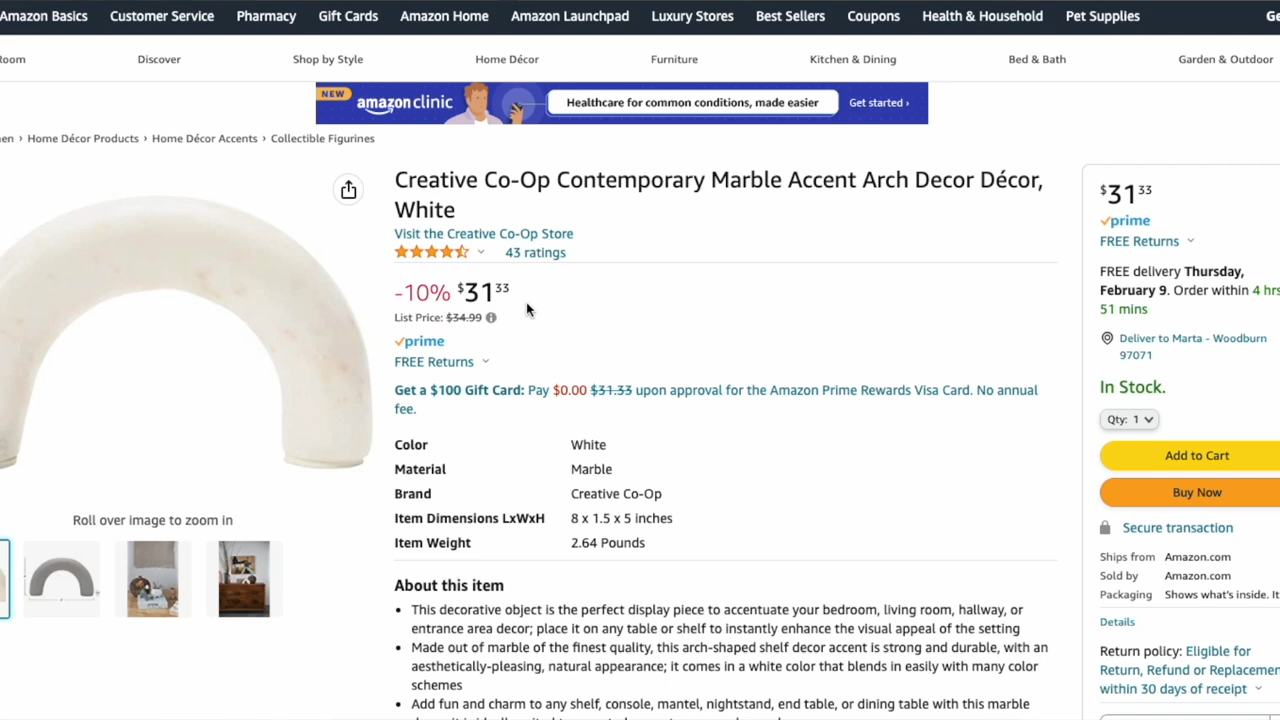 Amazon Basics Customer Service Pharmacy Gift Cards Amazon Home Amazon Launchpad Luxury Stores Best Sellers Coupons Health & Household Pet Supplies
Discover Shop by Style Home Décor Furniture Kitchen & Dining Bed & Bath Garden & Outdoor
NEW amazon clinic Healthcare for common conditions, made easier Get started ›
› Home Décor Products › Home Décor Accents › Collectible Figurines
Creative Co-Op Contemporary Marble Accent Arch Decor Décor,
White
Visit the Creative Co-Op Store
43 ratings
-10% $31 33
List Price: $34.99
prime
FREE Returns
Get a $100 Gift Card: Pay $0.00 $31.33 upon approval for the Amazon Prime Rewards Visa Card. No annual
fee.
Color White
Material Marble
Brand Creative Co-Op
Item Dimensions LxWxH 8 x 1.5 x 5 inches
Item Weight 2.64 Pounds
About this item
• This decorative object is the perfect display piece to accentuate your bedroom, living room, hallway, or
entrance area decor; place it on any table or shelf to instantly enhance the visual appeal of the setting
• Made out of marble of the finest quality, this arch-shaped shelf decor accent is strong and durable, with an
aesthetically-pleasing, natural appearance; it comes in a white color that blends in easily with many color
schemes
• Add fun and charm to any shelf, console, mantel, nightstand, end table, or dining table with this marble
Roll over image to zoom in
$31 33
prime
FREE Returns
FREE delivery Thursday,
February 9. Order within 4 hrs
51 mins
Deliver to Marta - Woodburn
97071
In Stock.
Qty: 1
Add to Cart
Buy Now
Secure transaction
Ships from Amazon.com
Sold by Amazon.com
Packaging Shows what's inside. It
Details
Return policy: Eligible for
Return, Refund or Replacement
within 30 days of receipt